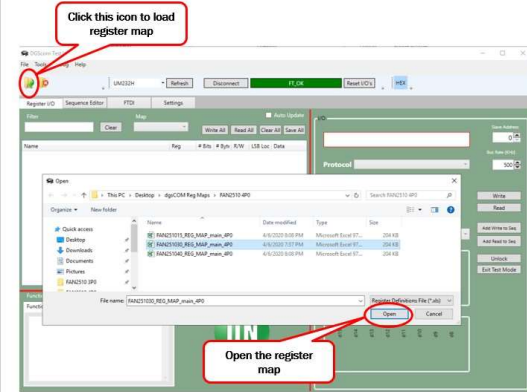 Click this icon to load
register map
File Tools Help
UM232H Refresh Disconnect FT_OK Reset I/O's HEX
Register I/O Sequence Editor FTDI Settings
Filter Map Auto Update
Clear Write All Read All Clear All Save All
Name Reg # Bits # Byte R/W LSB Loc Data
I/O
Slave Address
0
Protocol
500
Write
Read
Add Write to Seq
Add Read to Seq
Unlock
Exit Test Mode
Open
This PC > Desktop > dgsCOM Reg Maps > FAN2510-4P0
Search FAN2510-4P0
Organize New folder
Name Date modified Type Size
Quick access
Desktop
Downloads
Documents
Pictures
FAN2510 3P0
FAN251015_REG_MAP_main_4P0 4/6/2020 6:08 PM Microsoft Excel 97... 204 KB
FAN251030_REG_MAP_main_4P0 4/6/2020 7:57 PM Microsoft Excel 97... 204 KB
FAN251040_REG_MAP_main_4P0 4/6/2020 6:08 PM Microsoft Excel 97... 204 KB
File name: FAN251030_REG_MAP_main_4P0 Register Definitions File (*.xls)
Open Cancel
Open the register
map